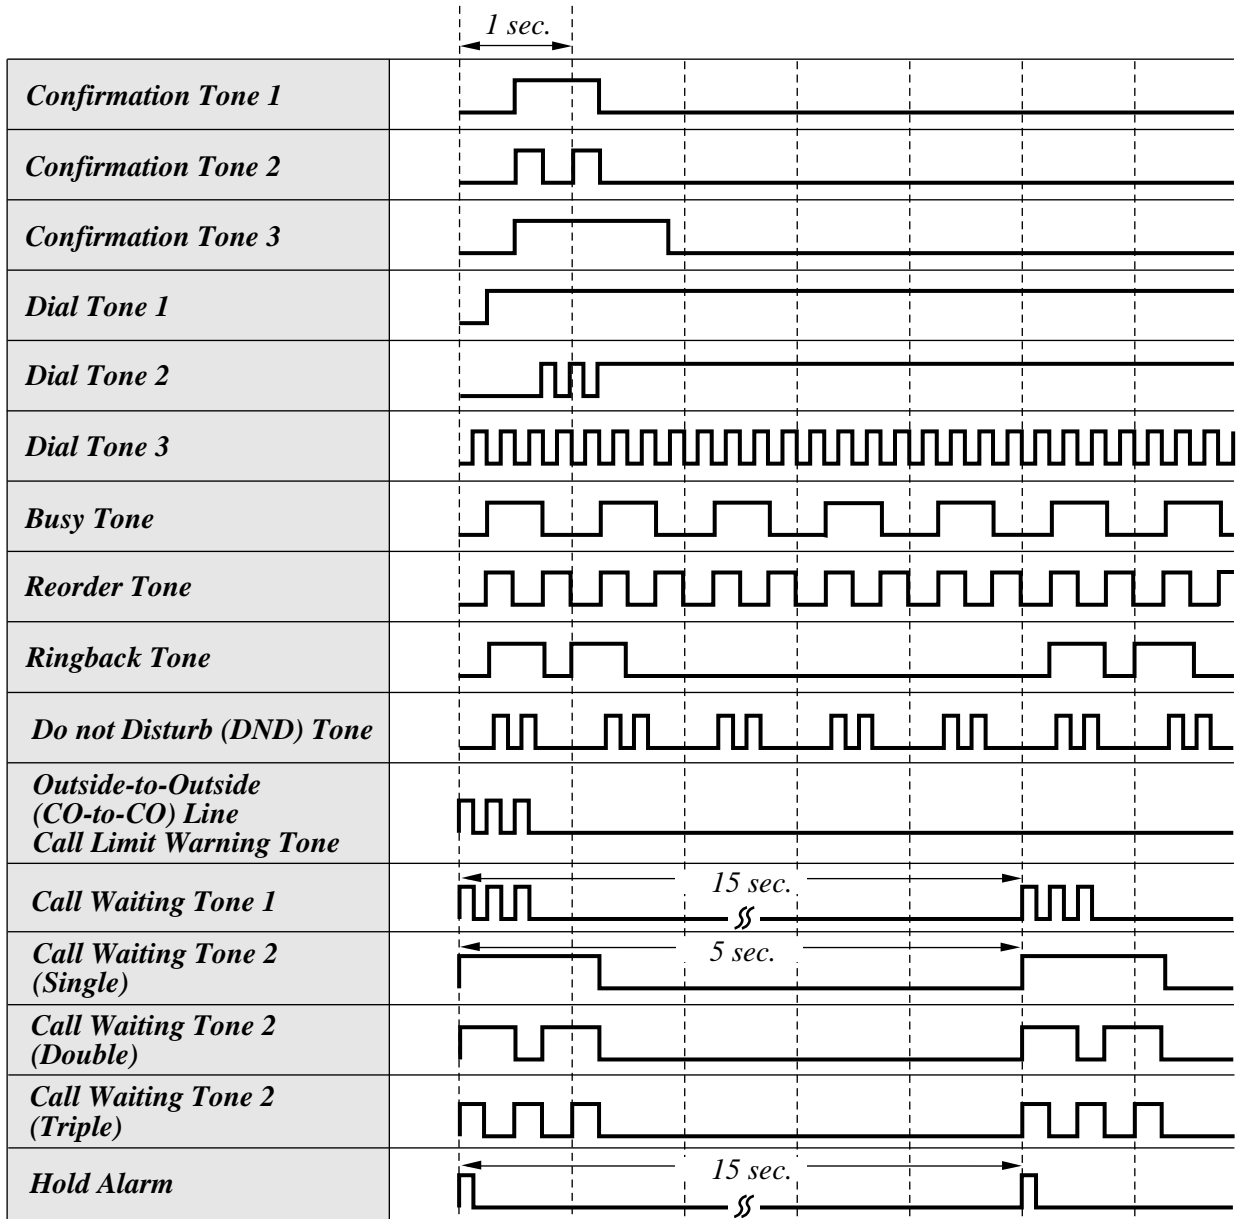 1 sec.
Confirmation Tone 1
Confirmation Tone 2
Confirmation Tone 3
Dial Tone 1
Dial Tone 2
Dial Tone 3
Busy Tone
Reorder Tone
Ringback Tone
Do not Disturb (DND) Tone
Outside-to-Outside
(CO-to-CO) Line
Call Limit Warning Tone
Call Waiting Tone 1
15 sec.
Call Waiting Tone 2
(Single)
5 sec.
Call Waiting Tone 2
(Double)
Call Waiting Tone 2
(Triple)
Hold Alarm
15 sec.